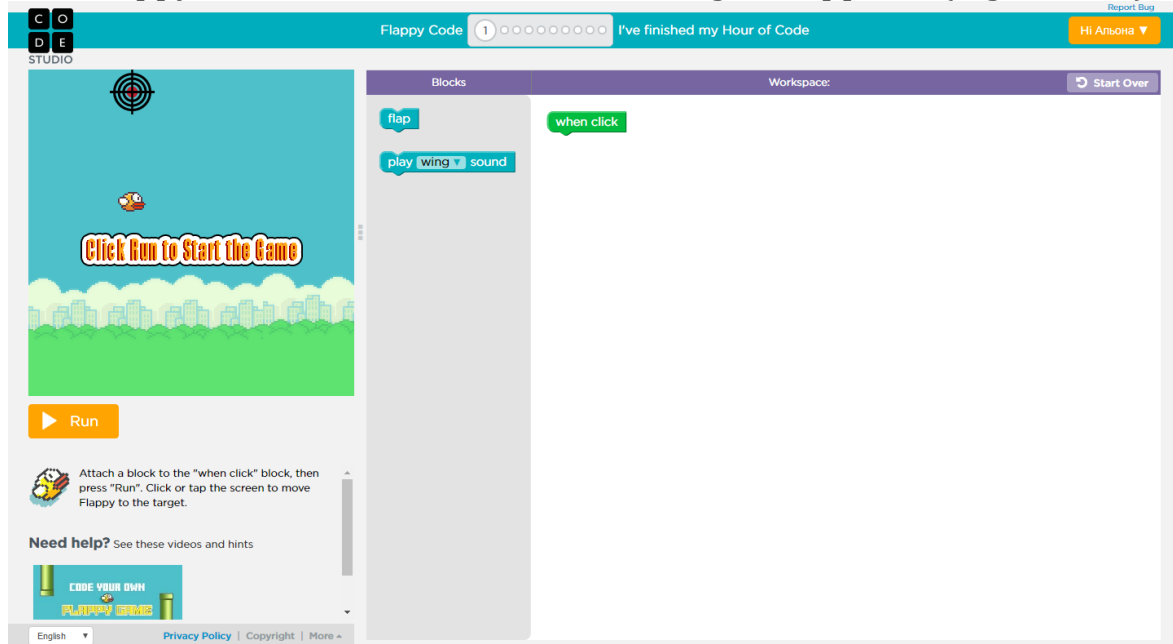 Report Bug
CODE
STUDIO
Flappy Code 1 I've finished my Hour of Code
Hi Альона ▼
Blocks
Workspace:
Start Over
flap
play wing ▼ sound
when click
Click Run to Start the Game
Run
Attach a block to the "when click" block, then
press "Run". Click or tap the screen to move
Flappy to the target.
Need help? See these videos and hints
CODE YOUR OWN
FLAPPY GAME
English ▼
Privacy Policy | Copyright | More